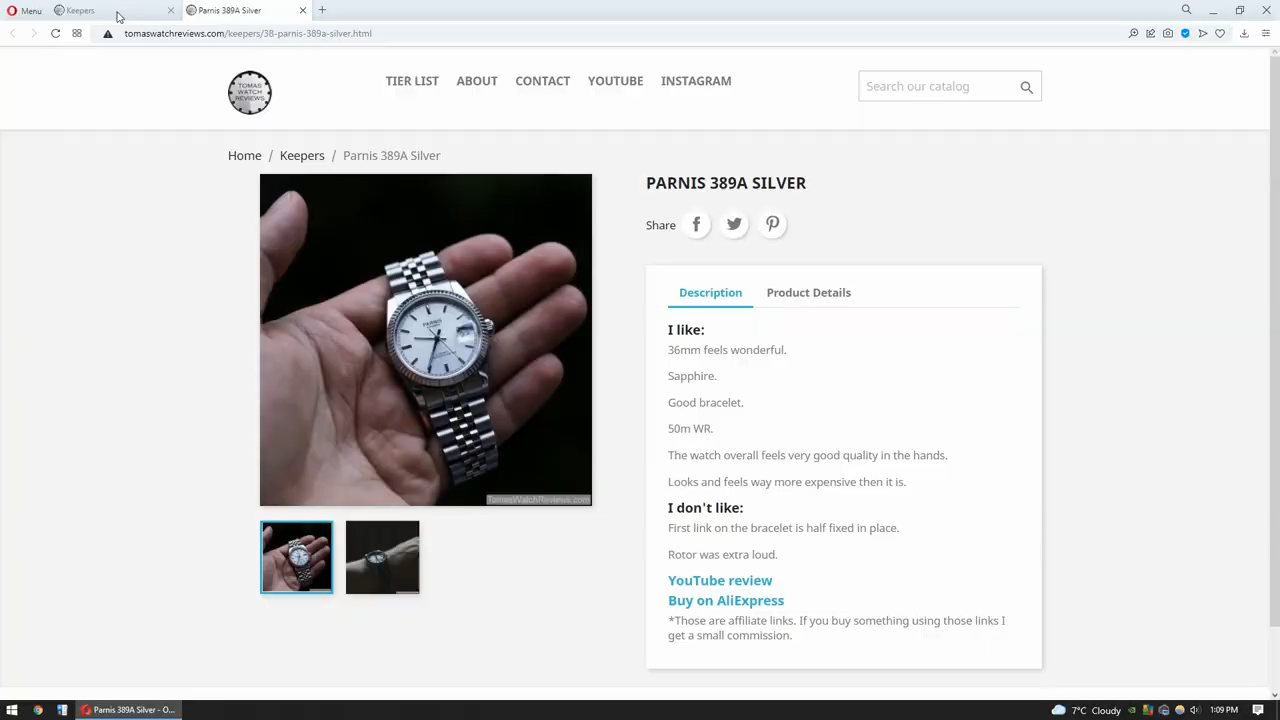 Menu
Keepers
Parnis 389A Silver
tomaswatchreviews.com/keepers/38-parnis-389a-silver.html
TOMAS
WATCH
REVIEWS
TIER LIST
ABOUT
CONTACT
YOUTUBE
INSTAGRAM
Search our catalog
Home / Keepers / Parnis 389A Silver
PARNIS
TomasWatchReviews.com
PARNIS 389A SILVER
Share
Description
Product Details
I like:
36mm feels wonderful.
Sapphire.
Good bracelet.
50m WR.
The watch overall feels very good quality in the hands.
Looks and feels way more expensive then it is.
I don't like:
First link on the bracelet is half fixed in place.
Rotor was extra loud.
YouTube review
Buy on AliExpress
*Those are affiliate links. If you buy something using those links I
get a small commission.
Parnis 389A Silver - O...
7°C Cloudy
1:09 PM